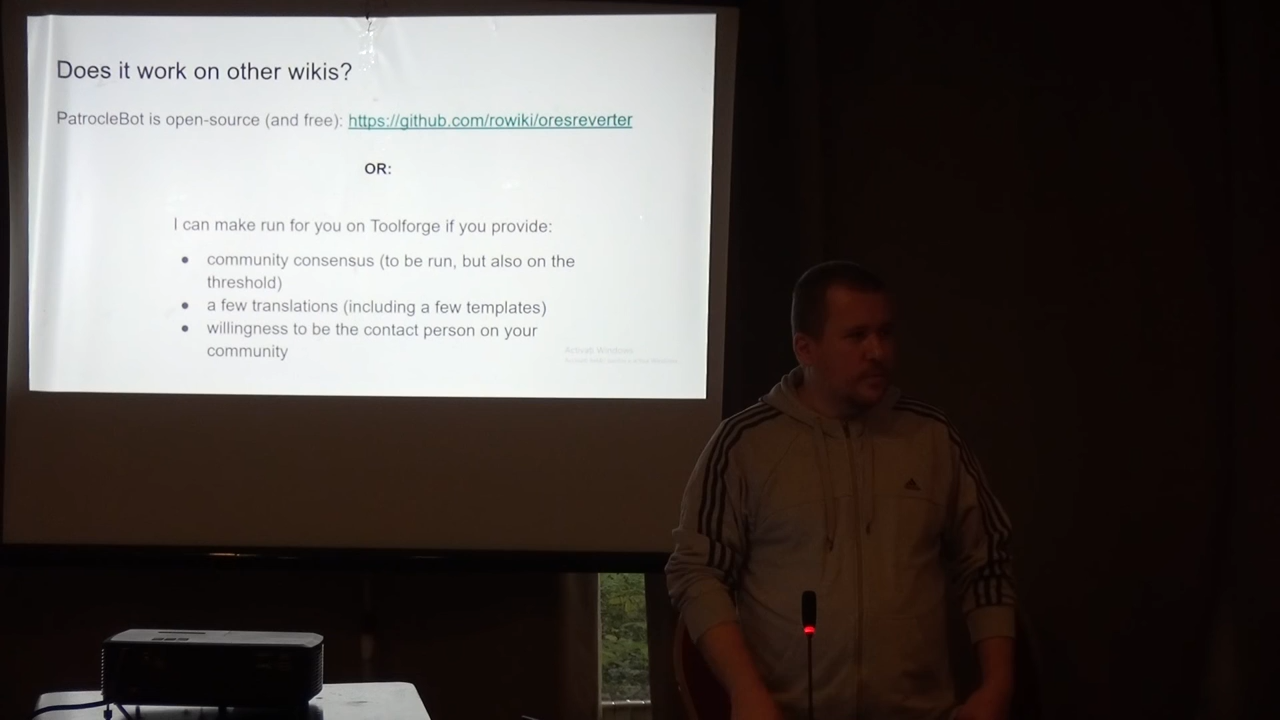 Does it work on other wikis?
PatrocleBot is open-source (and free): https://github.com/rowiki/oresreverter
OR:
I can make run for you on Toolforge if you provide:
● community consensus (to be run, but also on the
threshold)
● a few translations (including a few templates)
● willingness to be the contact person on your
community
Activați Windows